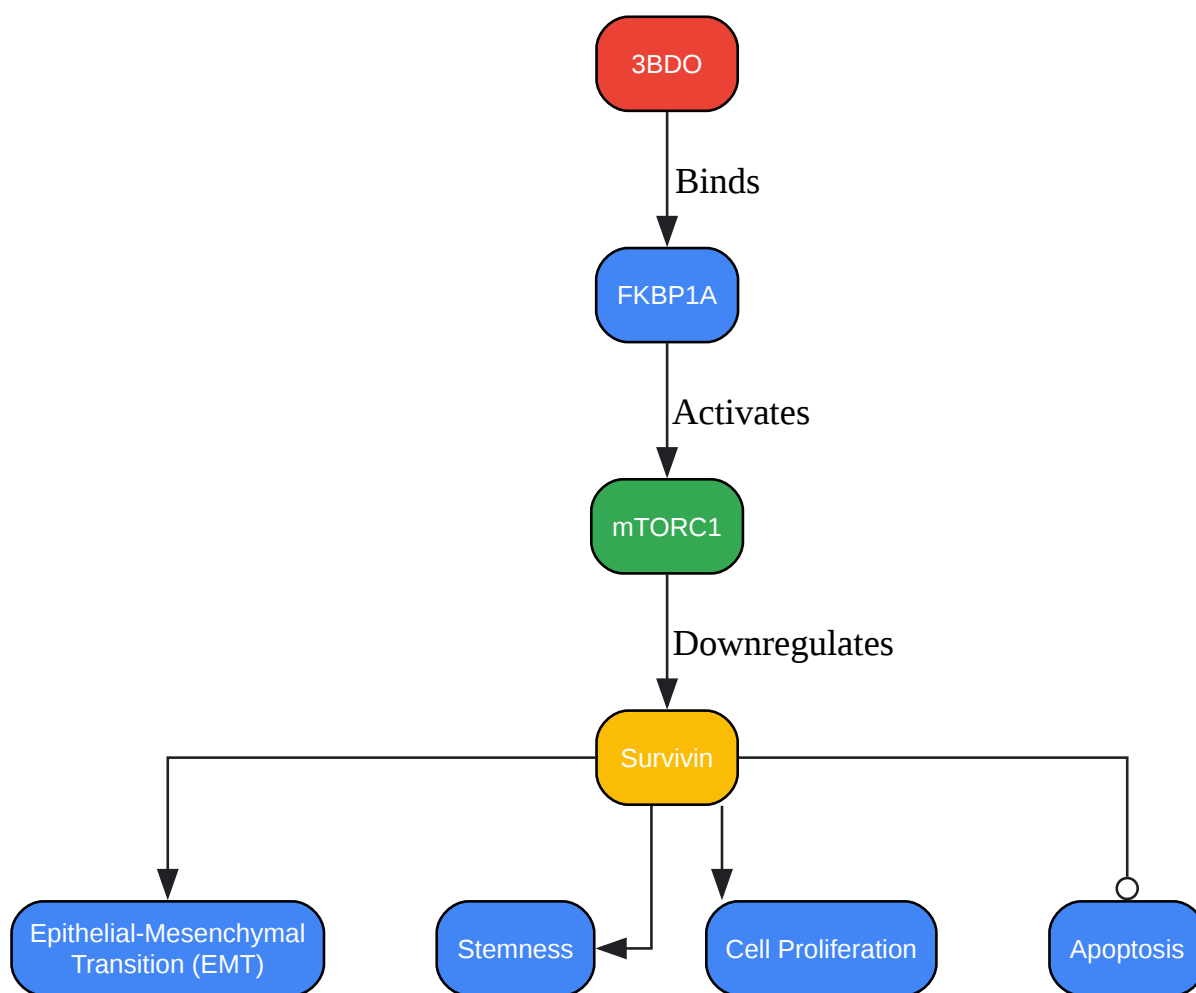 3BDO
Binds
FKBP1A
Activates
mTORC1
Downregulates
Survivin
Epithelial-Mesenchymal
Transition (EMT)
Stemness
Cell Proliferation
Apoptosis